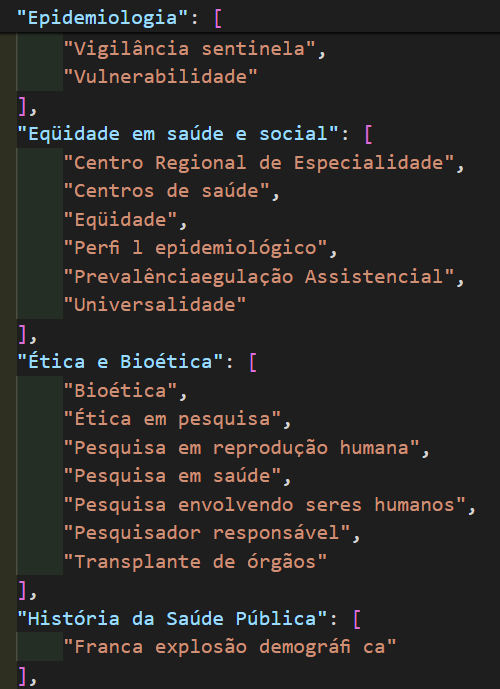 "Epidemiologia": [
"Vigilância sentinela",
"Vulnerabilidade"
],
"Eqüidade em saúde e social": [
"Centro Regional de Especialidade",
"Centros de saúde",
"Eqüidade",
"Perfi l epidemiológico",
"Prevalênciaegulação Assistencial",
"Universalidade"
],
"Ética e Bioética": [
"Bioética",
"Ética em pesquisa",
"Pesquisa em reprodução humana",
"Pesquisa em saúde",
"Pesquisa envolvendo seres humanos",
"Pesquisador responsável",
"Transplante de órgãos"
],
"História da Saúde Pública": [
"Franca explosão demográfi ca"
],